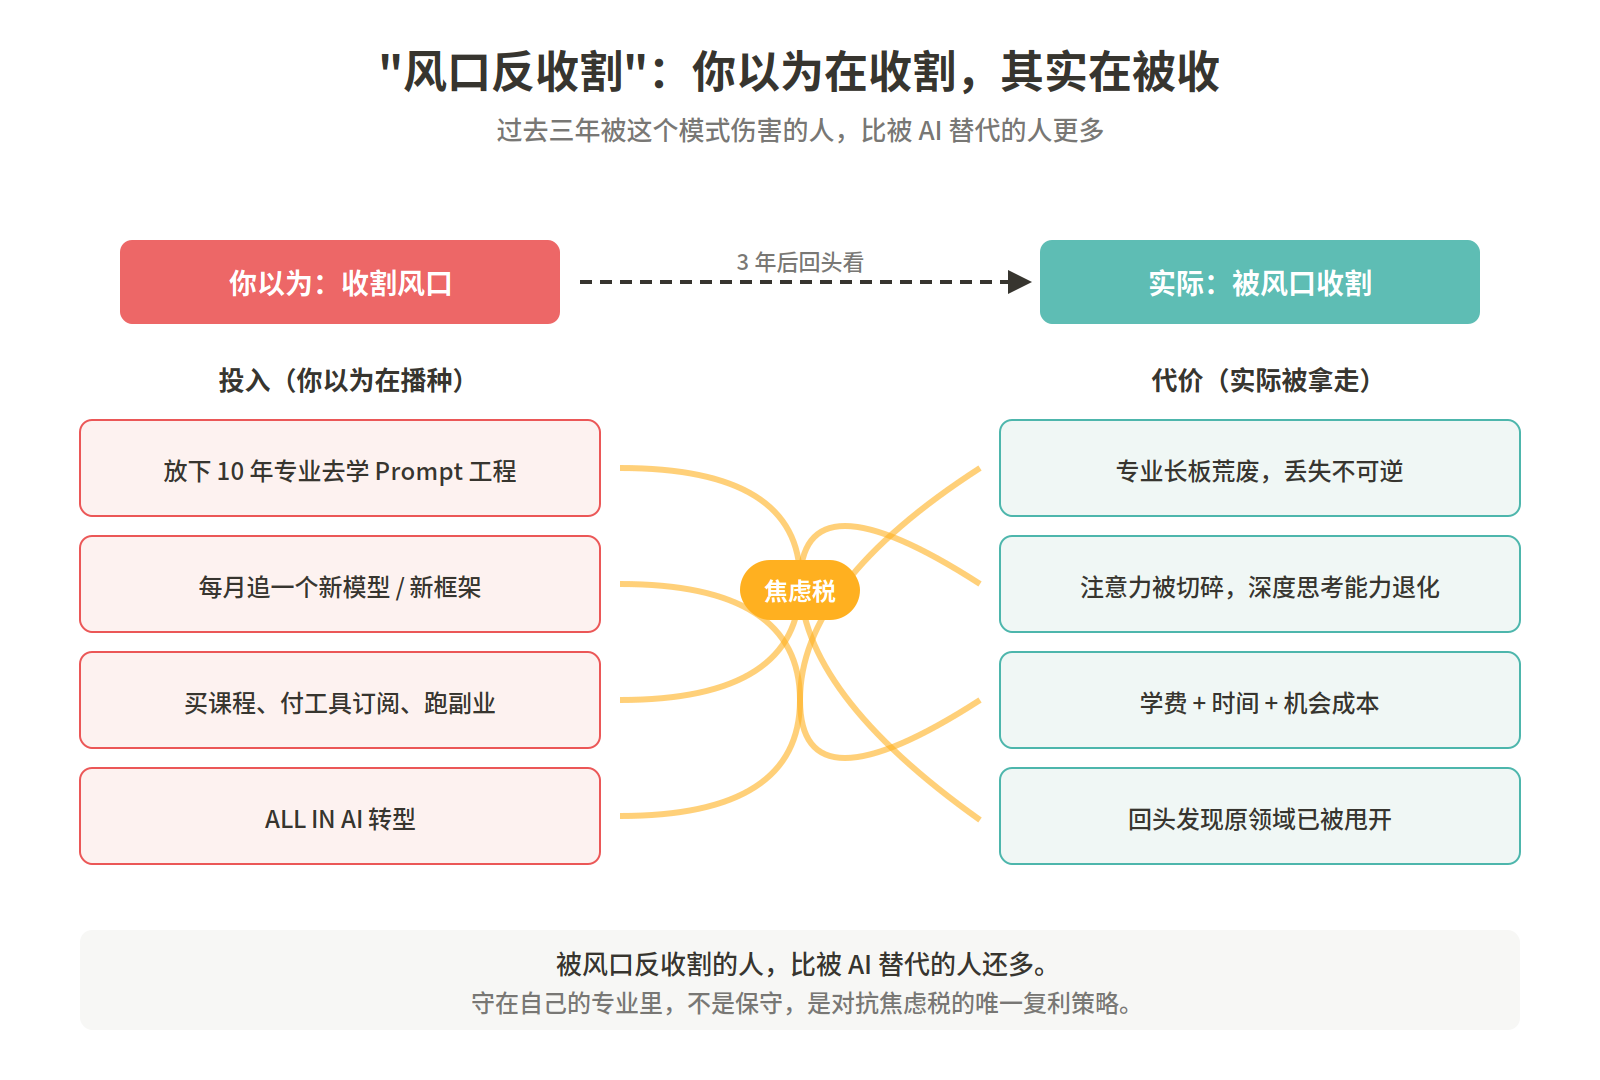 "风口反收割"：你以为在收割，其实在被收
过去三年被这个模式伤害的人，比被 AI 替代的人更多
你以为：收割风口
3 年后回头看
实际：被风口收割
投入（你以为在播种）
代价（实际被拿走）
放下 10 年专业去学 Prompt 工程
专业长板荒废，丢失不可逆
每月追一个新模型 / 新框架
焦虑税
注意力被切碎，深度思考能力退化
买课程、付工具订阅、跑副业
学费 + 时间 + 机会成本
ALL IN AI 转型
回头发现原领域已被甩开
被风口反收割的人，比被 AI 替代的人还多。
守在自己的专业里，不是保守，是对抗焦虑税的唯一复利策略。